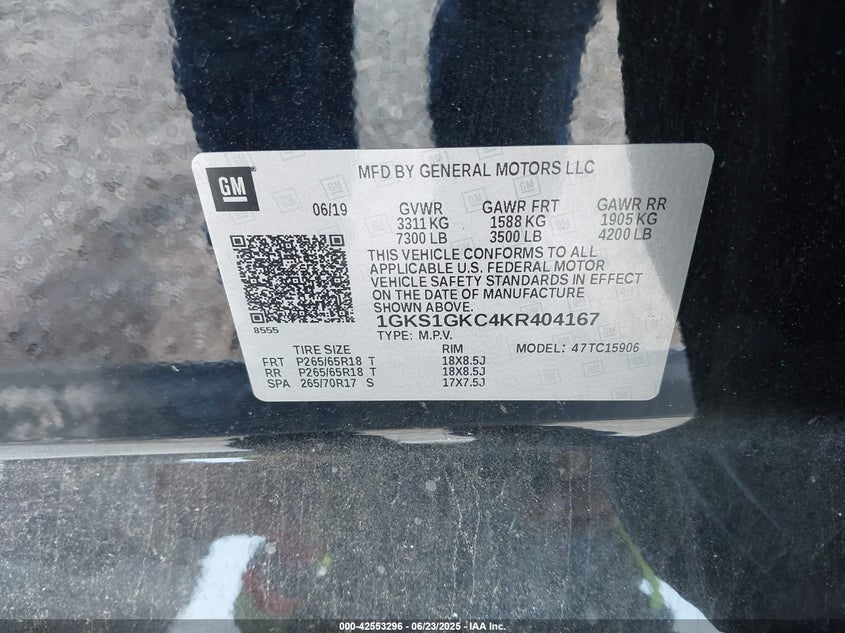 GM
MFD BY GENERAL MOTORS LLC
06/19 GVWR GAWR FRT GAWR RR
3311 KG 1588 KG 1905 KG
7300 LB 3500 LB 4200 LB
THIS VEHICLE CONFORMS TO ALL
APPLICABLE U.S. FEDERAL MOTOR
VEHICLE SAFETY STANDARDS IN EFFECT
ON THE DATE OF MANUFACTURE
SHOWN ABOVE.
8555
1GKS1GKC4KR404167
TYPE: M.P.V. MODEL: 47TC15906
TIRE SIZE RIM
FRT P265/65R18 T 18X8.5J
RR P265/65R18 T 18X8.5J
SPA 265/70R17 S 17X7.5J
000-42553296 - 06/23/2025 - IAA Inc.